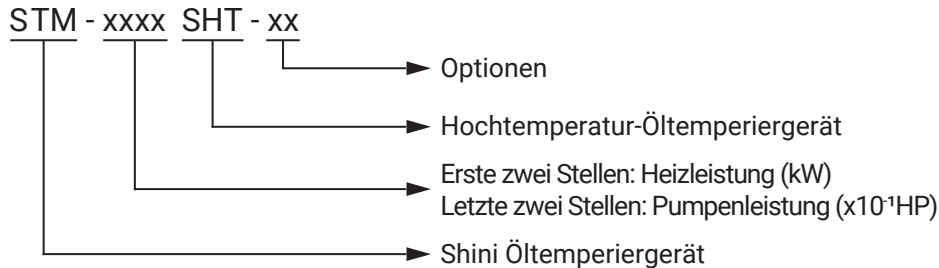 STM - xxxx SHT - xx
Optionen
Hochtemperatur-Öltemperiergerät
Erste zwei Stellen: Heizleistung (kW)
Letzte zwei Stellen: Pumpenleistung (x10⁻¹HP)
Shini Öltemperiergerät